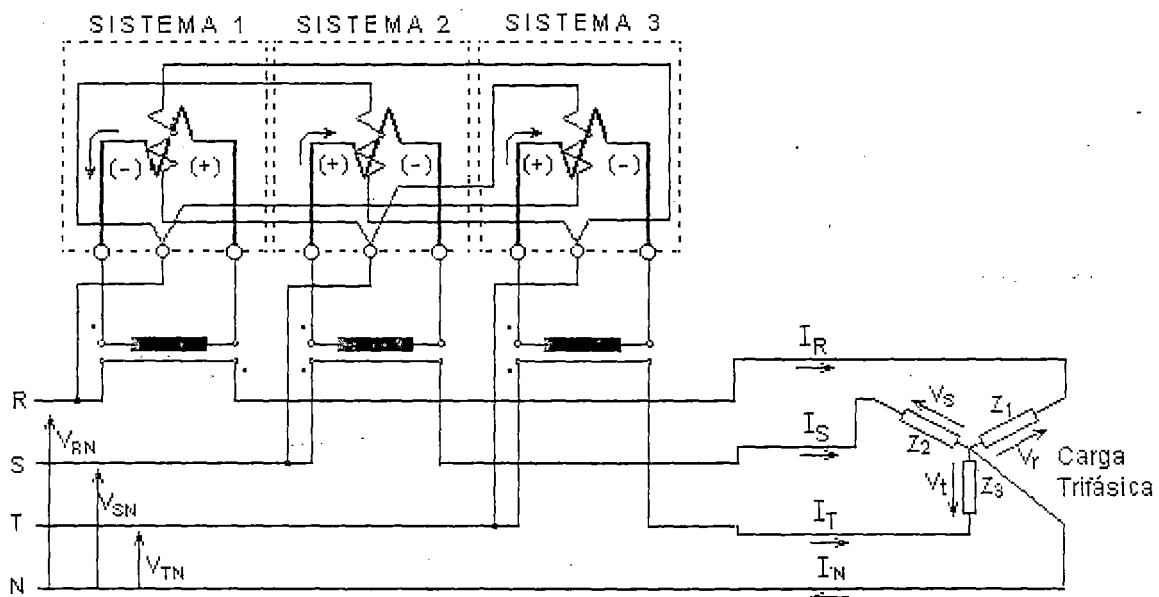 SISTEMA 1 SISTEMA 2 SISTEMA 3
(-) (+) (+) (-) (+) (-)
R
S
T
N
V_RN
V_SN
V_TN
I_R
I_S
I_T
I_N
V_s
Z_1
Z_2
V_r
V_t
Z_3
Carga
Trifásica